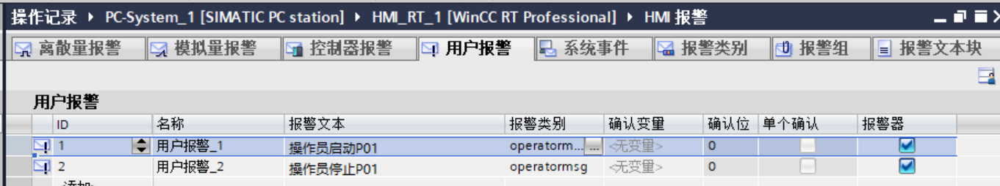 操作记录 ▸ PC-System_1 [SIMATIC PC station] ▸ HMI_RT_1 [WinCC RT Professional] ▸ HMI 报警
离散量报警 模拟量报警 控制器报警 用户报警 系统事件 报警类别 报警组 报警文本块
用户报警
ID 名称 报警文本 报警类别 确认变量 确认位 单个确认 报警器
1 用户报警_1 操作员启动P01 operatorm... ... <无变量> 0
2 用户报警_2 操作员停止P01 operatormsg <无变量> 0